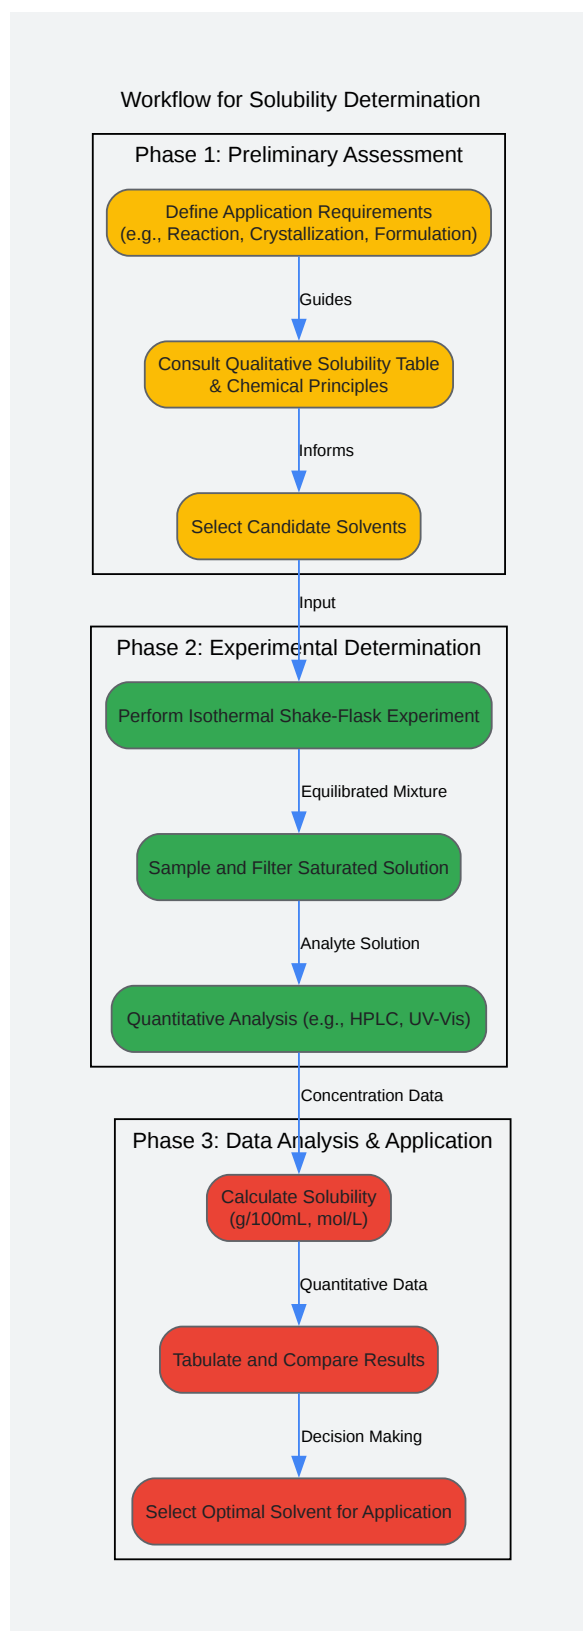 Workflow for Solubility Determination
Phase 1: Preliminary Assessment
Define Application Requirements
(e.g., Reaction, Crystallization, Formulation)
Guides
Consult Qualitative Solubility Table
& Chemical Principles
Informs
Select Candidate Solvents
Input
Phase 2: Experimental Determination
Perform Isothermal Shake-Flask Experiment
Equilibrated Mixture
Sample and Filter Saturated Solution
Analyte Solution
Quantitative Analysis (e.g., HPLC, UV-Vis)
Concentration Data
Phase 3: Data Analysis & Application
Calculate Solubility
(g/100mL, mol/L)
Quantitative Data
Tabulate and Compare Results
Decision Making
Select Optimal Solvent for Application